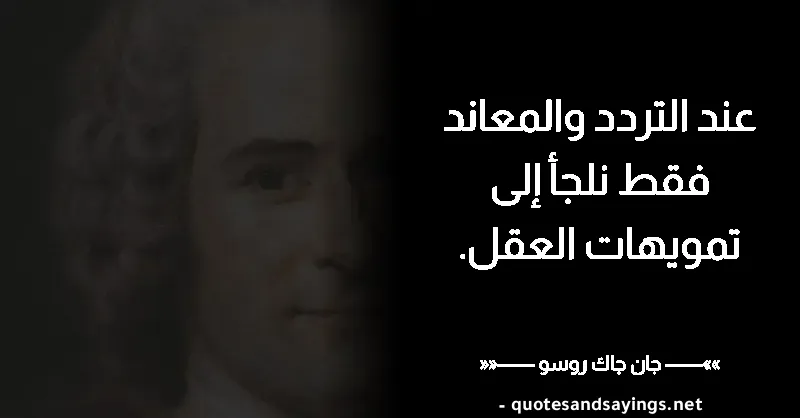 عند التردد والمعاند
فقط نلجأ إلى
تمويهات العقل.
»»—— جان جاك روسو ——««
- quotesandsayings.net